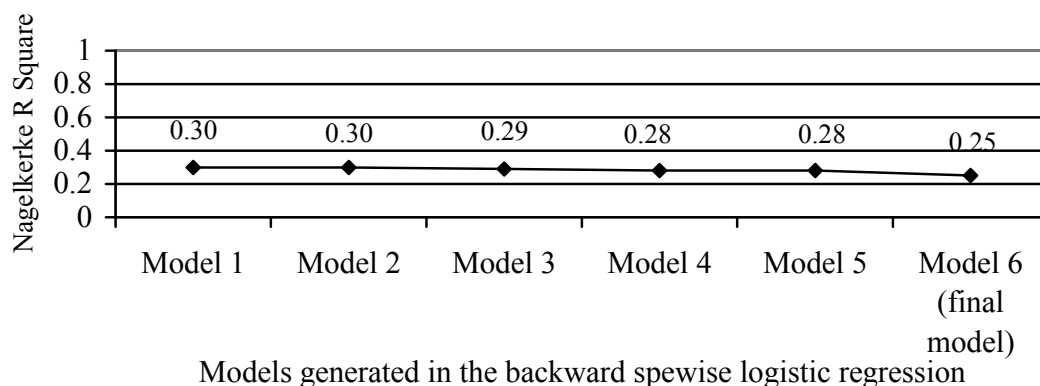 Nagelkerke R Square
1
0.8
0.6
0.4
0.2
0
0.30
0.30
0.29
0.28
0.28
0.25
Model 1
Model 2
Model 3
Model 4
Model 5
Model 6
(final
model)
Models generated in the backward spewise logistic regression